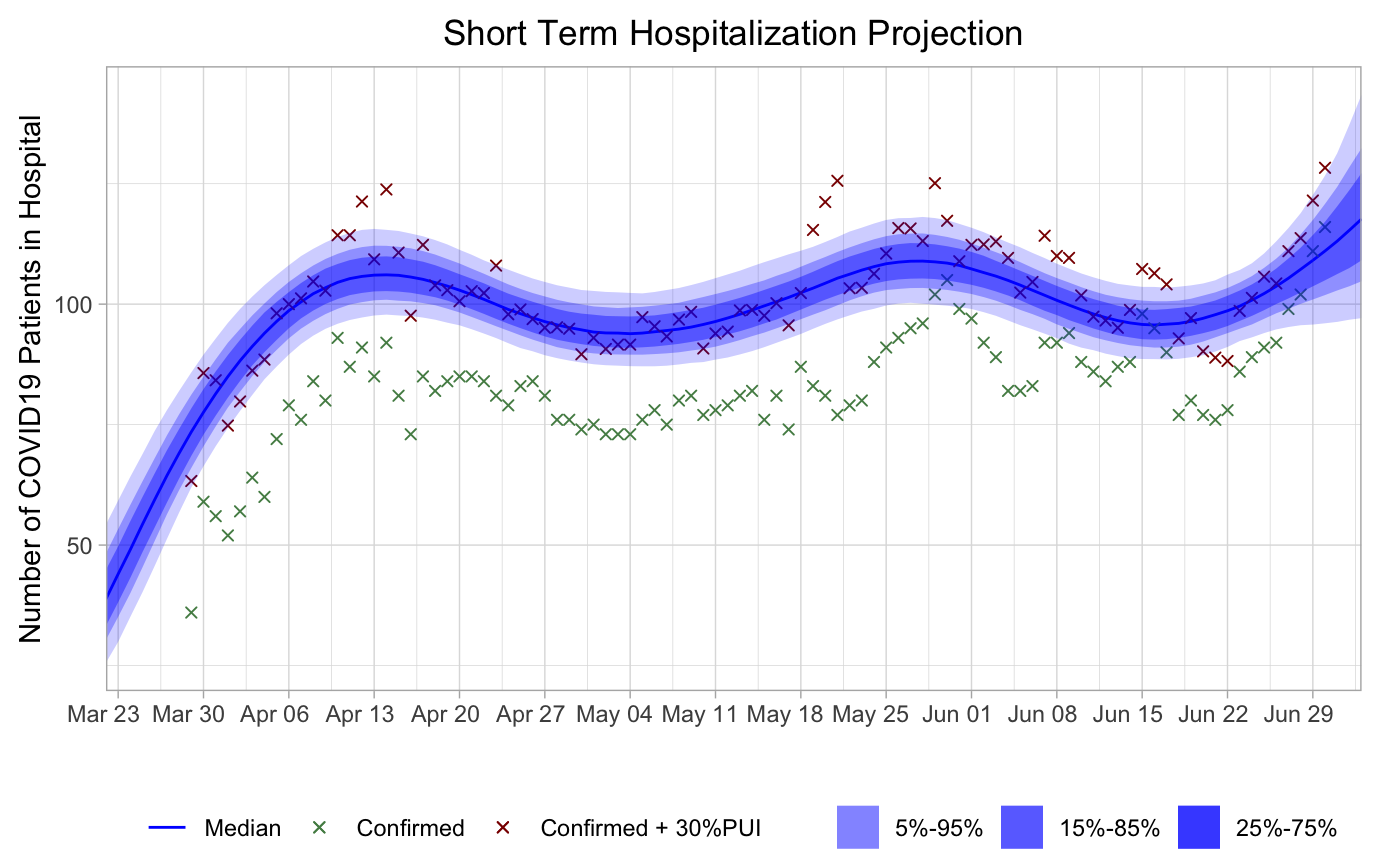 Short Term Hospitalization Projection
Number of COVID19 Patients in Hospital
100
50
Mar 23 Mar 30 Apr 06 Apr 13 Apr 20 Apr 27 May 04 May 11 May 18 May 25 Jun 01 Jun 08 Jun 15 Jun 22 Jun 29
Median Confirmed Confirmed + 30%PUI 5%-95% 15%-85% 25%-75%